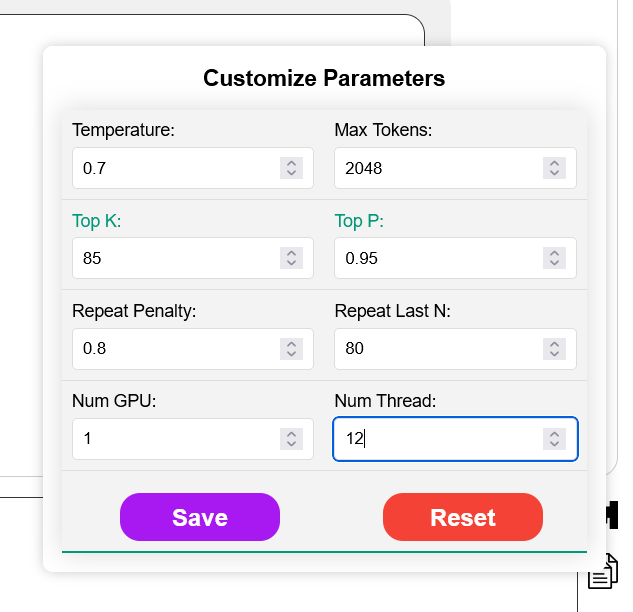 Customize Parameters
Temperature: Max Tokens:
0.7 2048
Top K: Top P:
85 0.95
Repeat Penalty: Repeat Last N:
0.8 80
Num GPU: Num Thread:
1 12
Save Reset